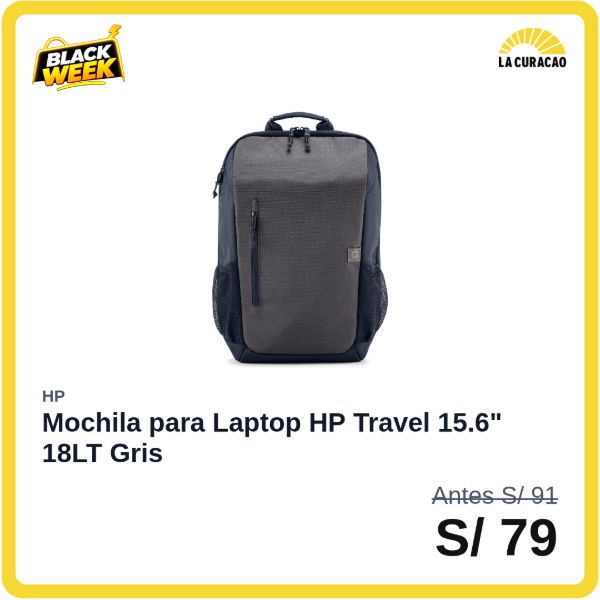 BLACK
WEEK
LA CURACAO
HP
Mochila para Laptop HP Travel 15.6"
18LT Gris
Antes S/ 91
S/ 79